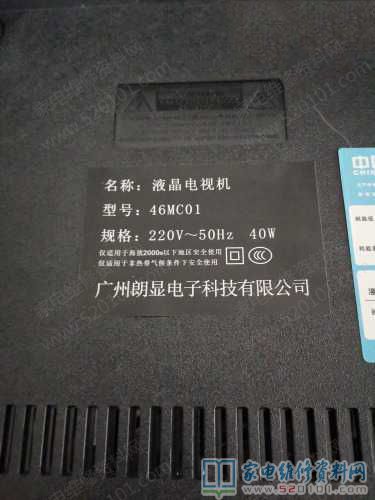 名称：液晶电视机
型号：46MC01
规格：220V～50Hz 40W
仅适用于海拔2000m以下地区安全使用
仅适用于非热带气候条件下安全使用
广州朗显电子科技有限公司
中国
CHIN
家电维修资料网
www.520101.com